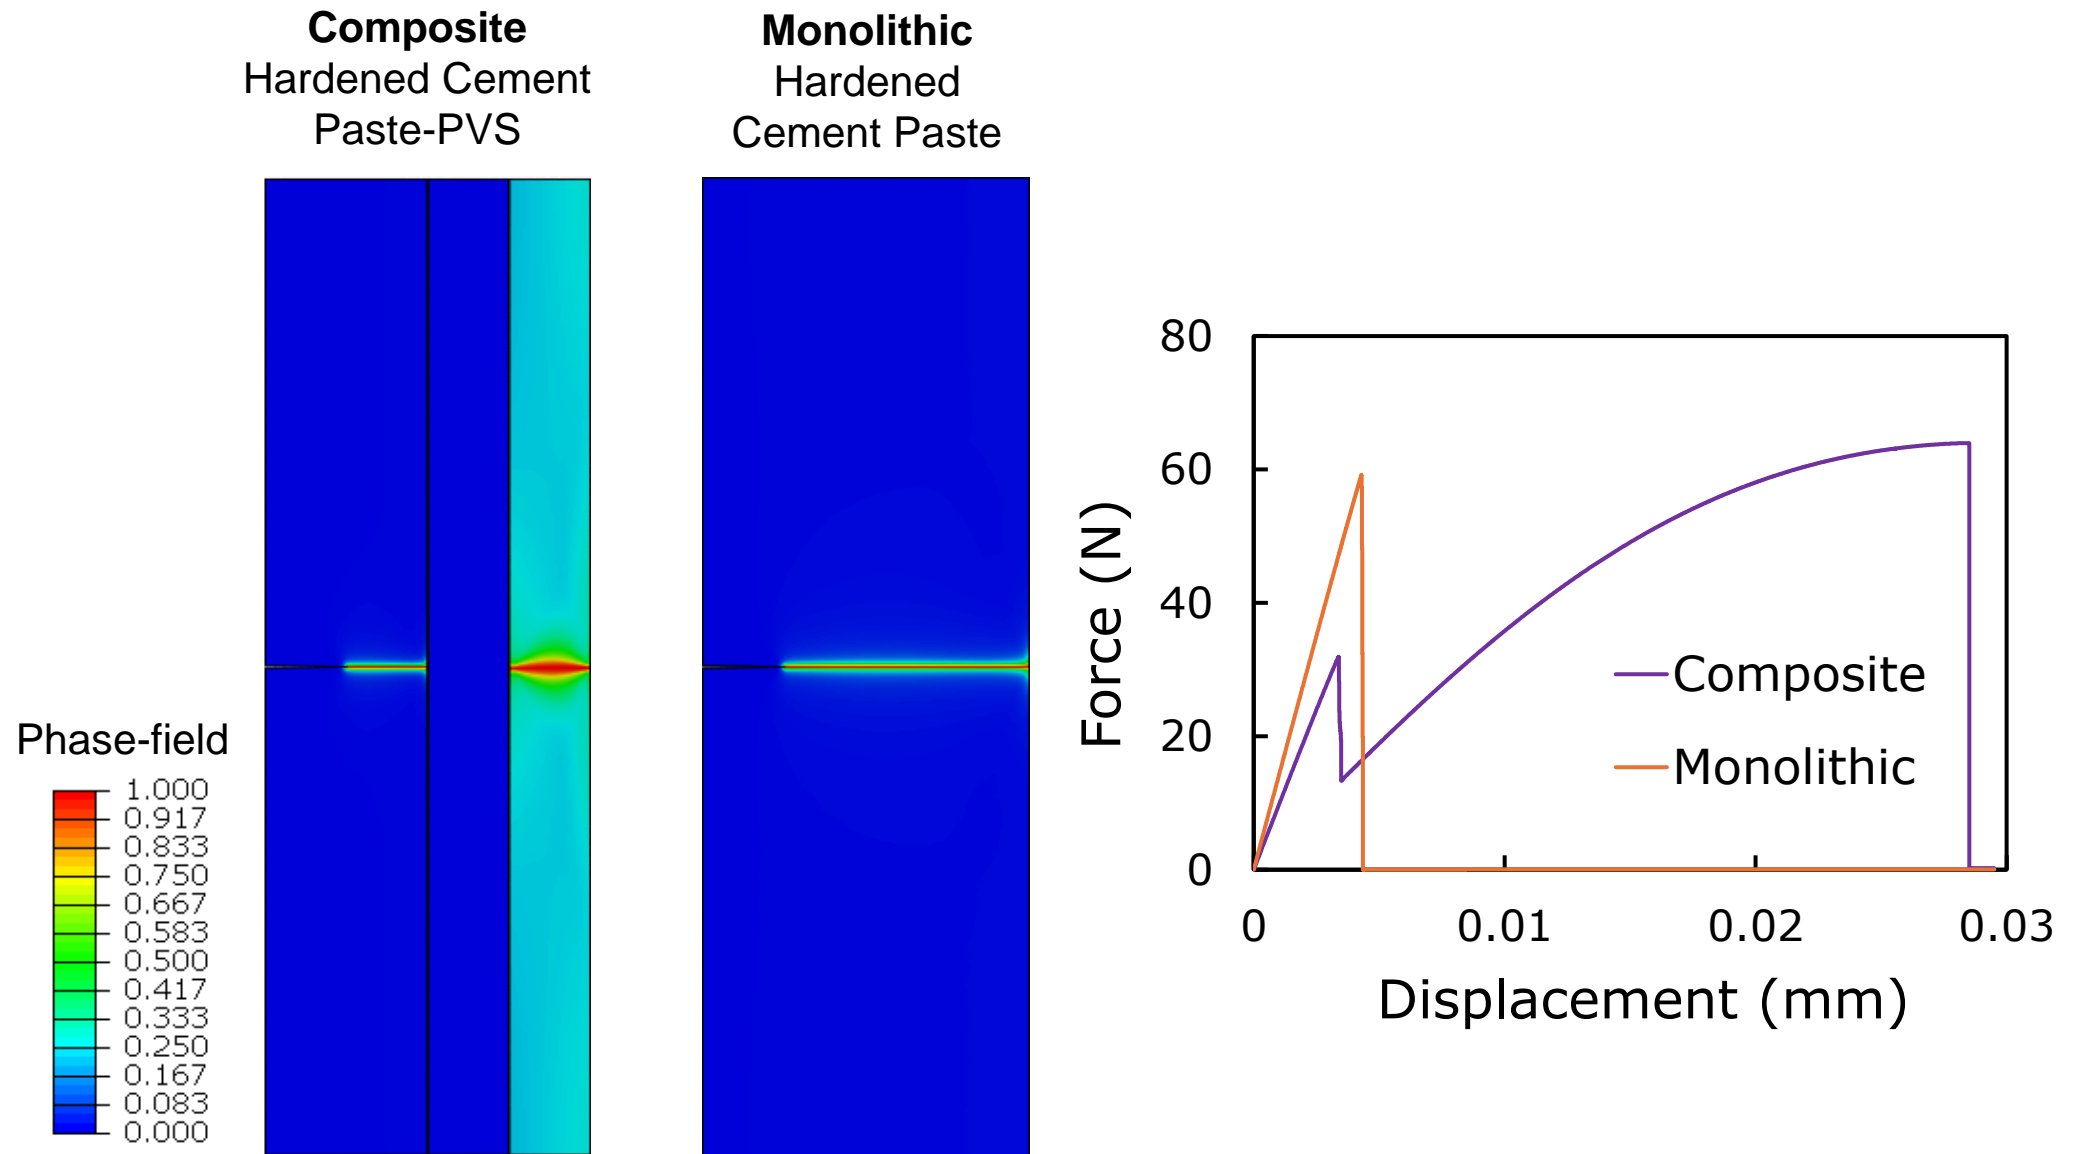 Composite
Hardened Cement
Paste-PVS
Monolithic
Hardened
Cement Paste
Phase-field
1.000
0.917
0.833
0.750
0.667
0.583
0.500
0.417
0.333
0.250
0.167
0.083
0.000
Force (N)
80
60
40
20
0
Composite
Monolithic
0
0.01
0.02
0.03
Displacement (mm)